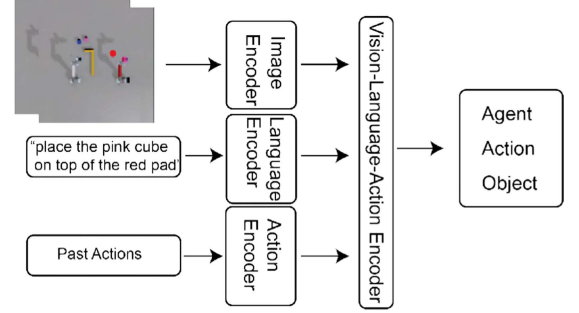 Image
Encoder
"place the pink cube
on top of the red pad"
Language
Encoder
Past Actions
Action
Encoder
Vision-Language-Action Encoder
Agent
Action
Object